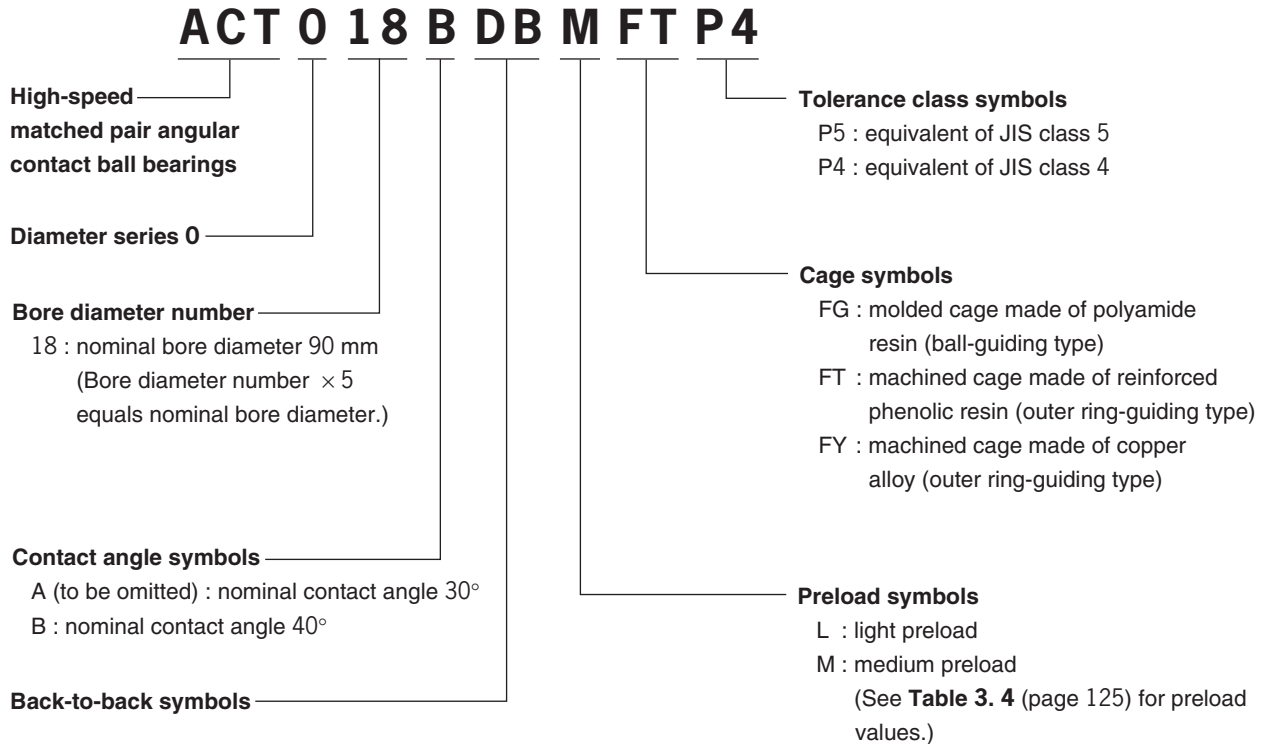 ACT 0 18 B DB M FT P4
High-speed
matched pair angular
contact ball bearings
Diameter series 0
Bore diameter number
18 : nominal bore diameter 90 mm
(Bore diameter number × 5
equals nominal bore diameter.)
Contact angle symbols
A (to be omitted) : nominal contact angle 30°
B : nominal contact angle 40°
Back-to-back symbols
Tolerance class symbols
P5 : equivalent of JIS class 5
P4 : equivalent of JIS class 4
Cage symbols
FG : molded cage made of polyamide
resin (ball-guiding type)
FT : machined cage made of reinforced
phenolic resin (outer ring-guiding type)
FY : machined cage made of copper
alloy (outer ring-guiding type)
Preload symbols
L : light preload
M : medium preload
(See Table 3. 4 (page 125) for preload
values.)